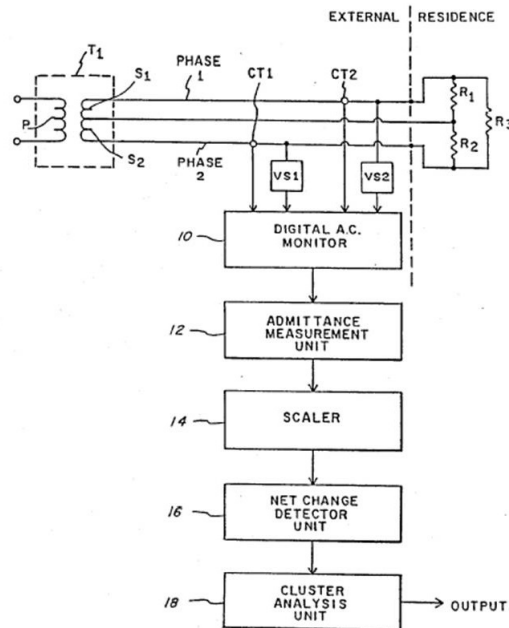 EXTERNAL RESIDENCE
T1
S1
PHASE
1
CT1
CT2
R1
R2
R3
P
S2
PHASE
2
VS1
VS2
10
DIGITAL A.C.
MONITOR
12
ADMITTANCE
MEASUREMENT
UNIT
14
SCALER
16
NET CHANGE
DETECTOR
UNIT
18
CLUSTER
ANALYSIS
UNIT
OUTPUT